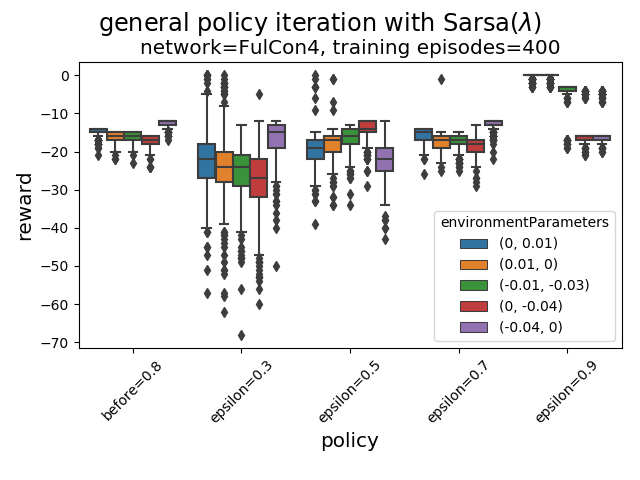 general policy iteration with Sarsa(λ)
network=FulCon4, training episodes=400
reward
0
−10
−20
−30
−40
−50
−60
−70
environmentParameters
(0, 0.01)
(0.01, 0)
(-0.01, -0.03)
(0, -0.04)
(-0.04, 0)
before=0.8
epsilon=0.3
epsilon=0.5
epsilon=0.7
epsilon=0.9
policy